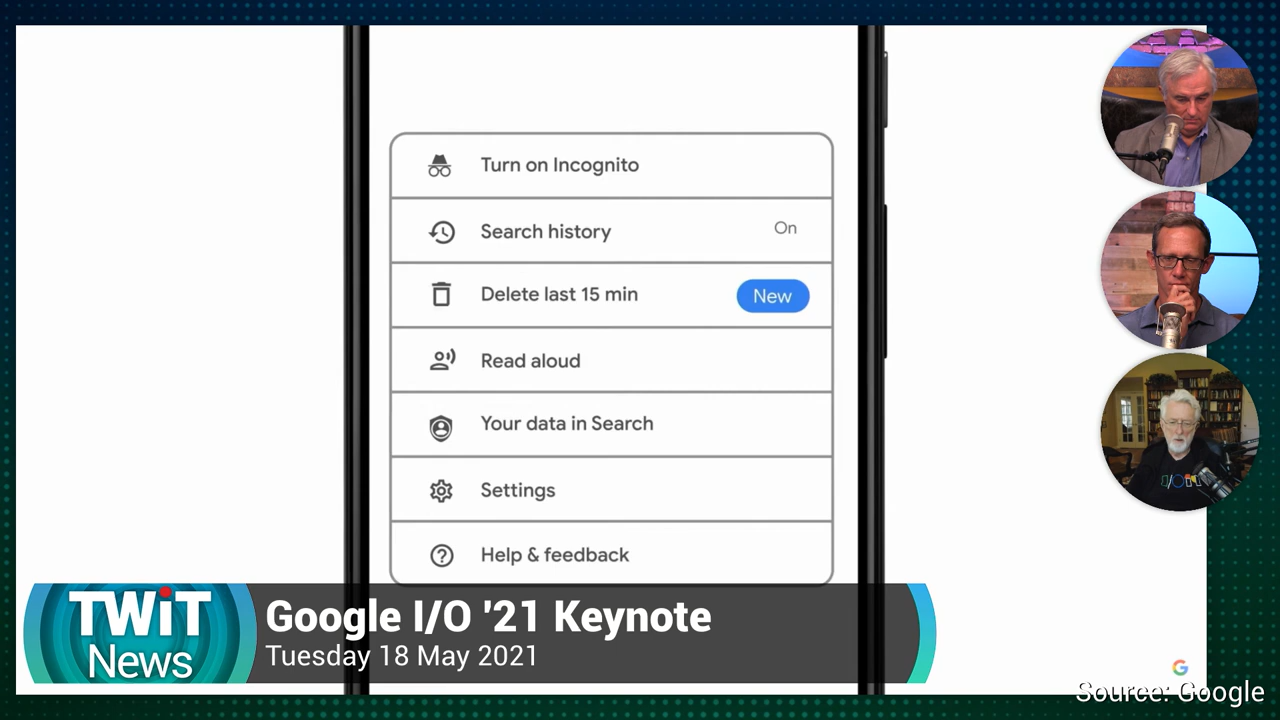 Turn on Incognito
Search history On
Delete last 15 min New
Read aloud
Your data in Search
Settings
Help & feedback
I/O
TWiT
News
Google I/O '21 Keynote
Tuesday 18 May 2021
G
Source: Google